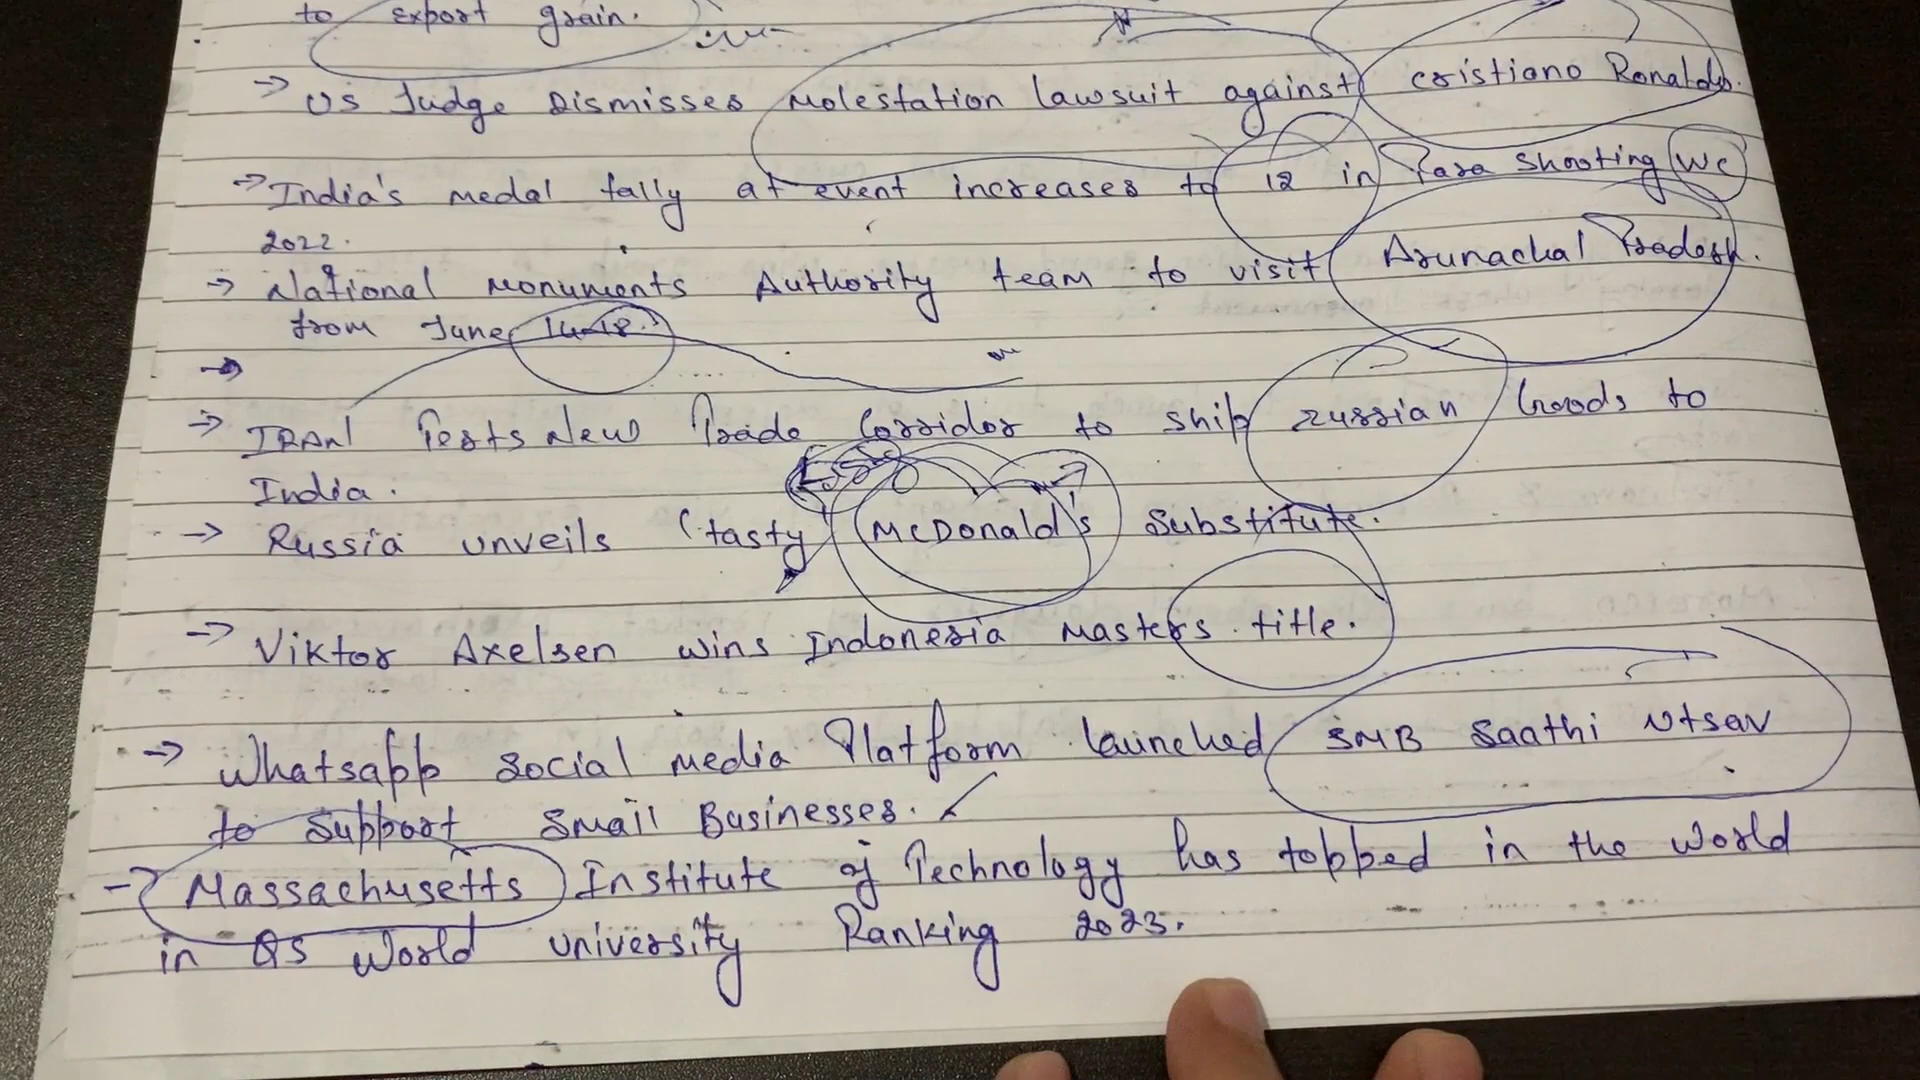 to export grain.
→ US Judge Dismisses Molestation lawsuit against cristiano Ronaldo.
→ India's medal tally at event increases to 12 in Para Shooting WC
2022.
→ National Monuments Authority team to visit Arunachal Pradesh.
from June 14-18.
→
→ IRAN Tests New Trade Corridor to ship russian Goods to
India.
→ Russia unveils 'tasty' McDonald's substitute.
→ Viktor Axelsen wins Indonesia Masters title.
→ Whatsapp social media Platform launched SMB Saathi Utsav
to support Small Businesses.
→ Massachusetts Institute of Technology has topped in the World
in QS World University Ranking 2023.